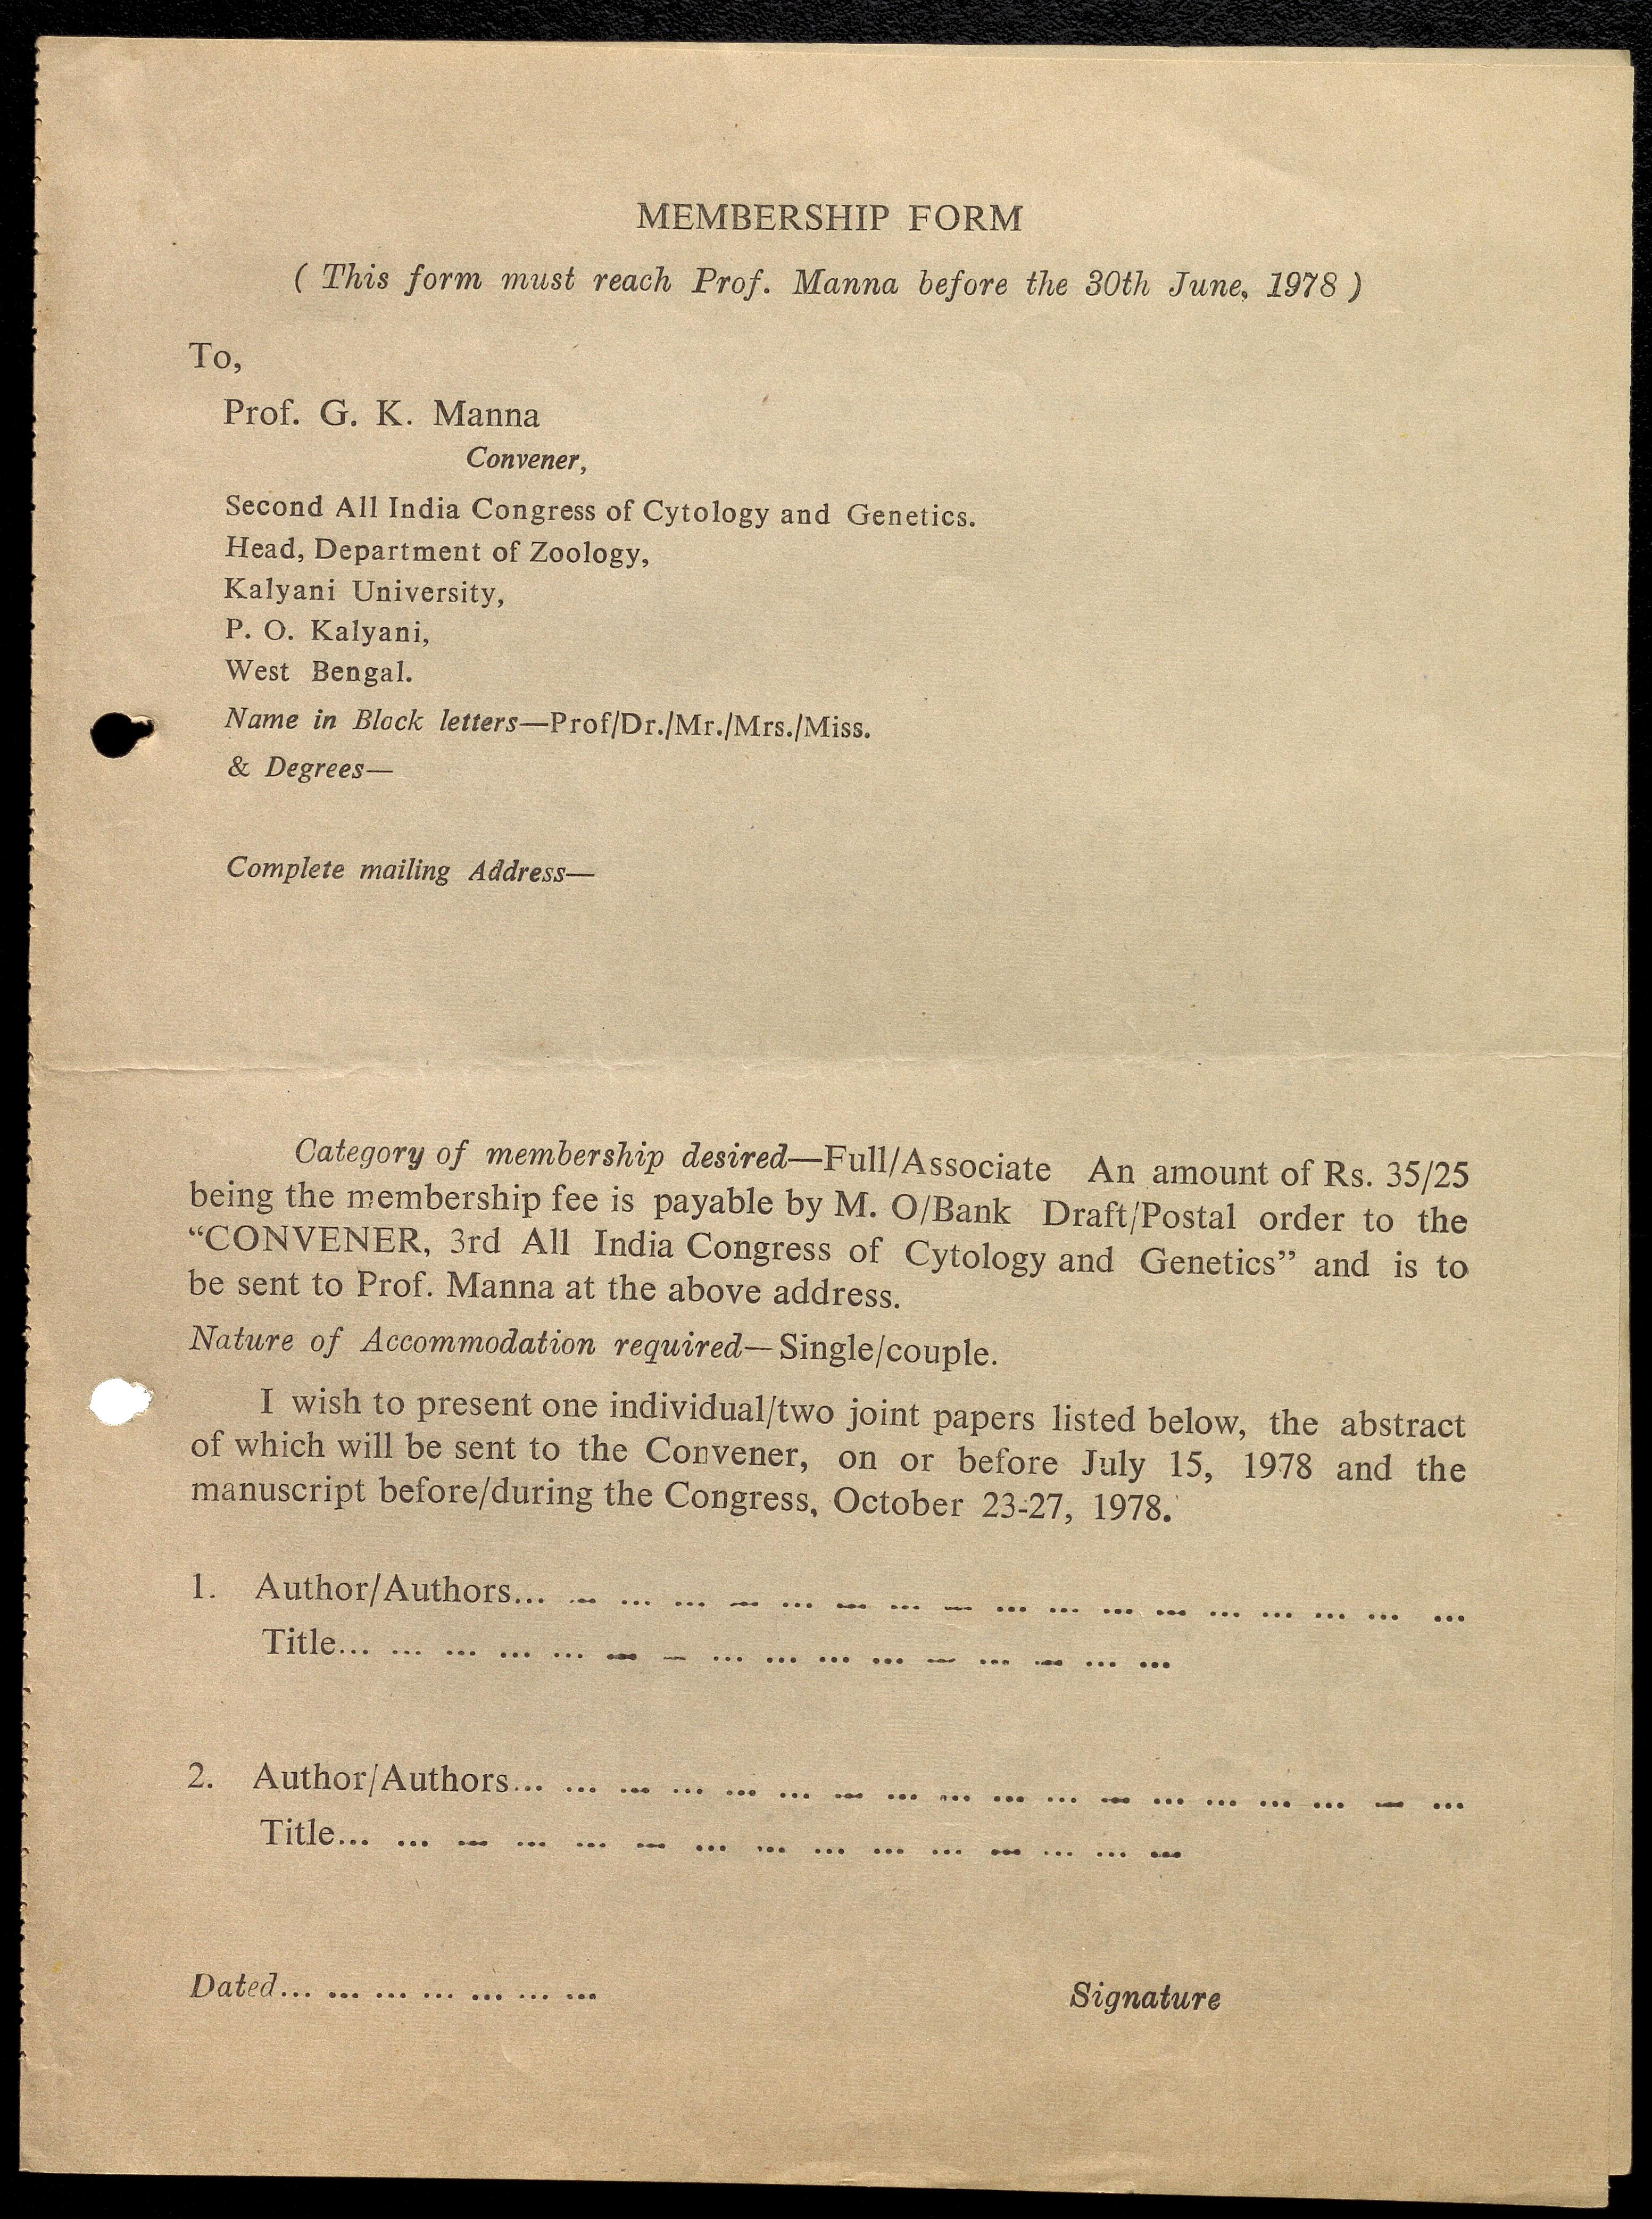 MEMBERSHIP FORM
( This form must reach Prof. Manna before the 30th June, 1978 )
To,
Prof. G. K. Manna
Convener,
Second All India Congress of Cytology and Genetics.
Head, Department of Zoology,
Kalyani University,
P. O. Kalyani,
West Bengal.
Name in Block letters—Prof/Dr./Mr./Mrs./Miss.
& Degrees—
Complete mailing Address—
Category of membership desired—Full/Associate An amount of Rs. 35/25
being the membership fee is payable by M. O/Bank Draft/Postal order to the
“CONVENER, 3rd All India Congress of Cytology and Genetics” and is to
be sent to Prof. Manna at the above address.
Nature of Accommodation required—Single/couple.
I wish to present one individual/two joint papers listed below, the abstract
of which will be sent to the Convener, on or before July 15, 1978 and the
manuscript before/during the Congress, October 23-27, 1978.
1. Author/Authors... ... ... ... ... ... ... ... ... ... ... ... ... ... ... ... ... ...
Title... ... ... ... ... ... ... ... ... ... ... ... ... ... ... ...
2. Author/Authors... ... ... ... ... ... ... ... ... ... ... ... ... ... ... ... ... ...
Title... ... ... ... ... ... ... ... ... ... ... ... ... ... ...
Dated... ... ... ... ... ... ...
Signature